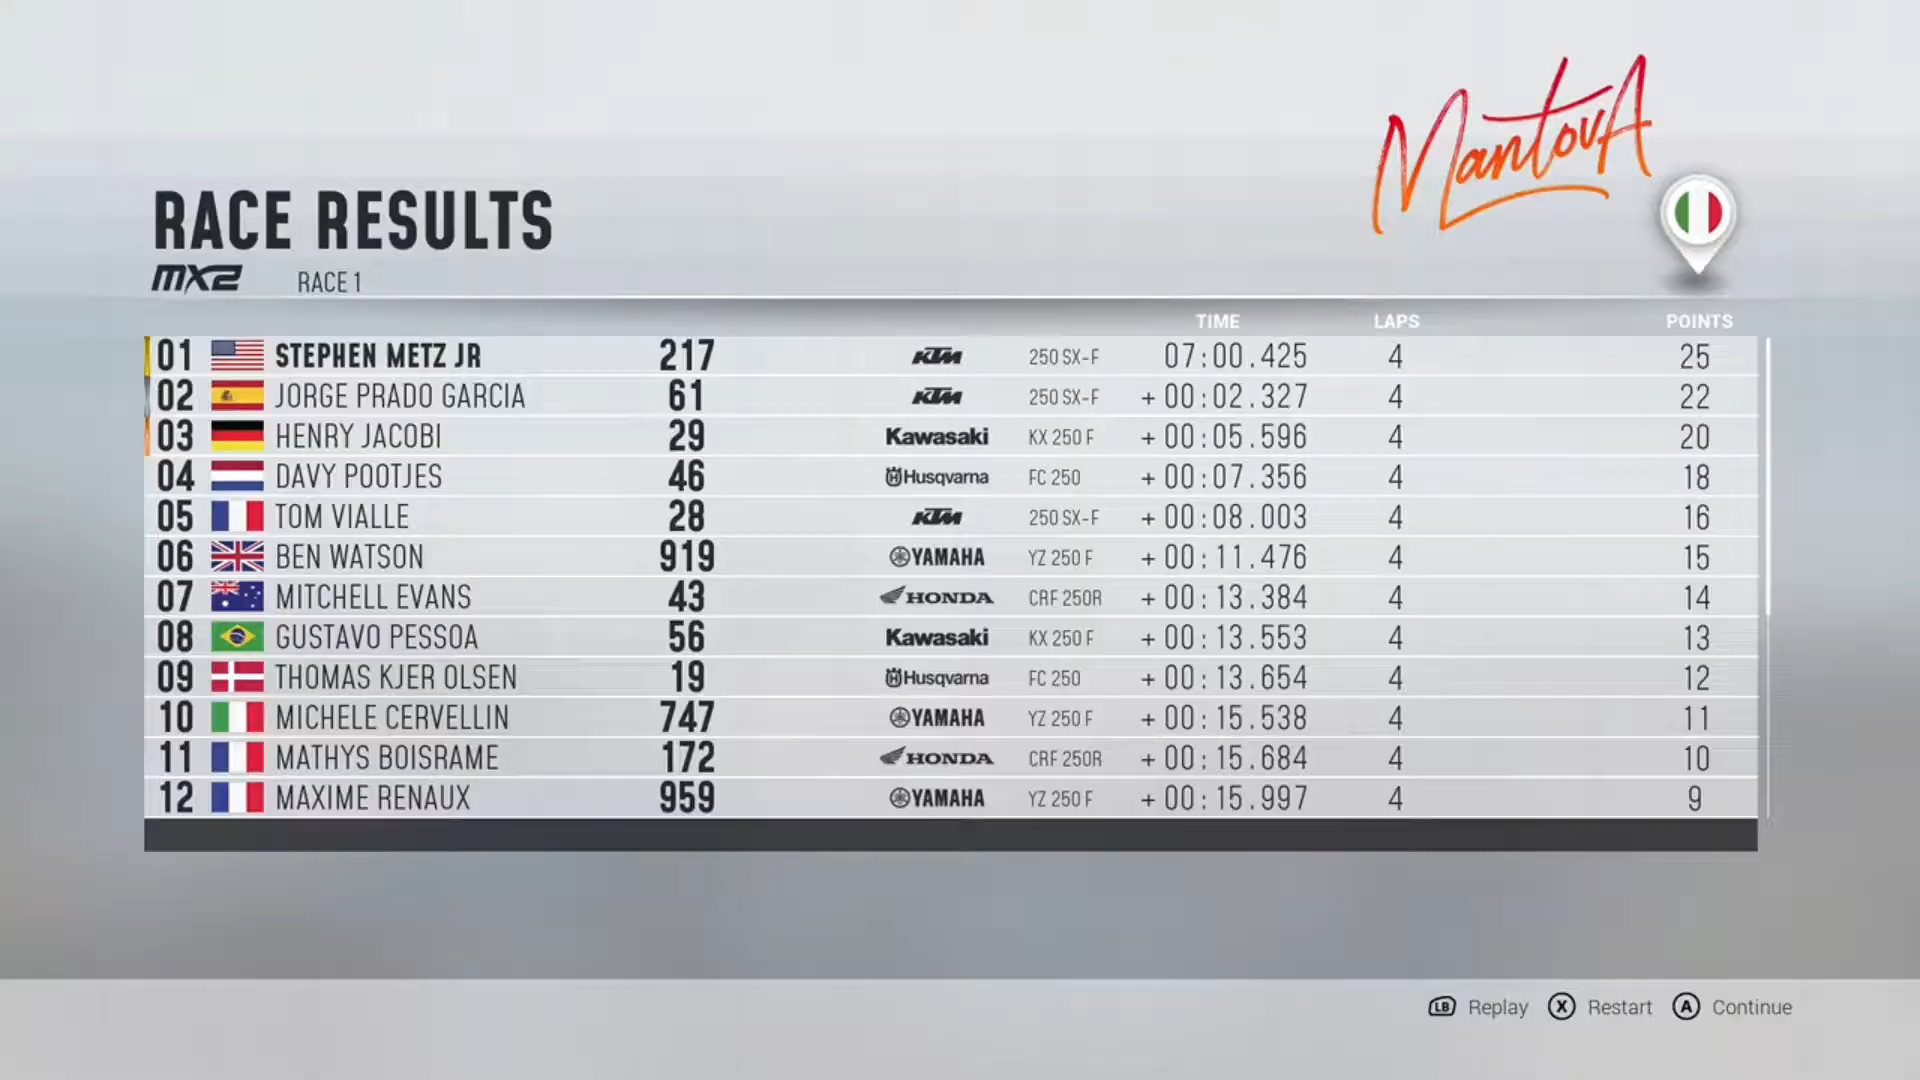 MantovA
RACE RESULTS
MX2 RACE 1
TIME LAPS POINTS
01 STEPHEN METZ JR 217 KTM 250 SX-F 07:00.425 4 25
02 JORGE PRADO GARCIA 61 KTM 250 SX-F + 00:02.327 4 22
03 HENRY JACOBI 29 Kawasaki KX 250 F + 00:05.596 4 20
04 DAVY POOTJES 46 Husqvarna FC 250 + 00:07.356 4 18
05 TOM VIALLE 28 KTM 250 SX-F + 00:08.003 4 16
06 BEN WATSON 919 YAMAHA YZ 250 F + 00:11.476 4 15
07 MITCHELL EVANS 43 HONDA CRF 250R + 00:13.384 4 14
08 GUSTAVO PESSOA 56 Kawasaki KX 250 F + 00:13.553 4 13
09 THOMAS KJER OLSEN 19 Husqvarna FC 250 + 00:13.654 4 12
10 MICHELE CERVELLIN 747 YAMAHA YZ 250 F + 00:15.538 4 11
11 MATHYS BOISRAME 172 HONDA CRF 250R + 00:15.684 4 10
12 MAXIME RENAUX 959 YAMAHA YZ 250 F + 00:15.997 4 9
LB Replay X Restart A Continue